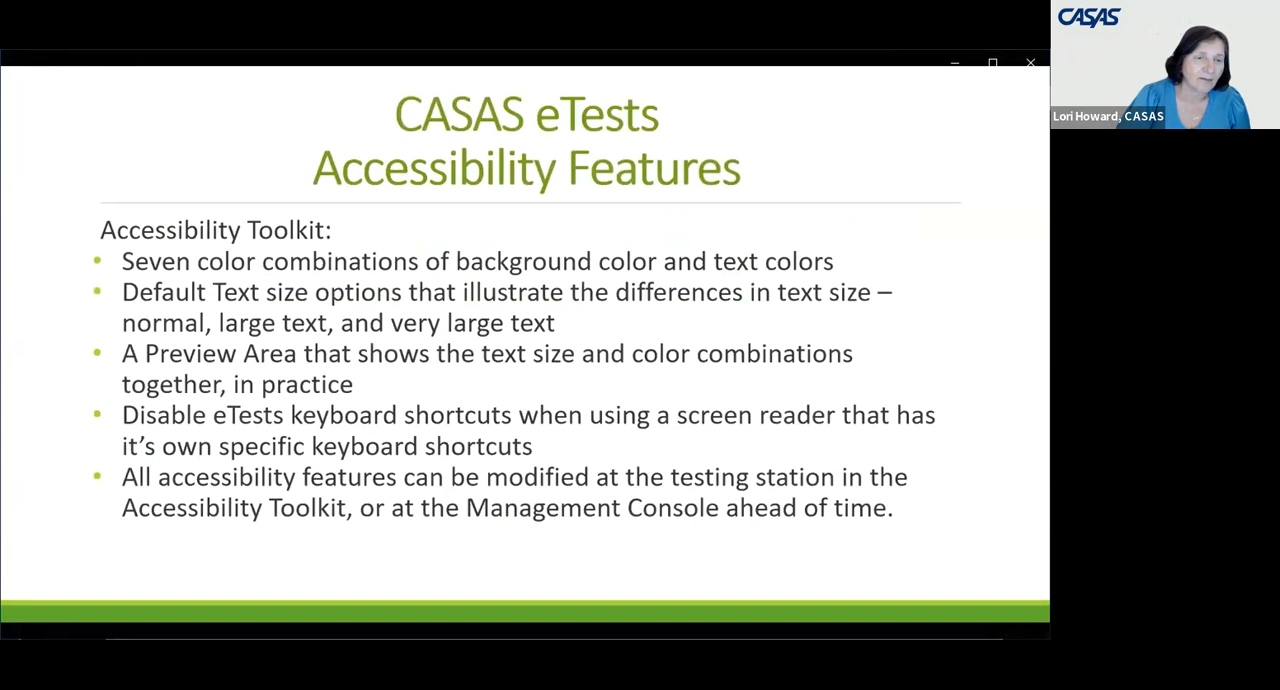 CASAS eTests
Accessibility Features
Accessibility Toolkit:
• Seven color combinations of background color and text colors
• Default Text size options that illustrate the differences in text size –
normal, large text, and very large text
• A Preview Area that shows the text size and color combinations
together, in practice
• Disable eTests keyboard shortcuts when using a screen reader that has
it's own specific keyboard shortcuts
• All accessibility features can be modified at the testing station in the
Accessibility Toolkit, or at the Management Console ahead of time.
CASAS
Lori Howard, CASAS